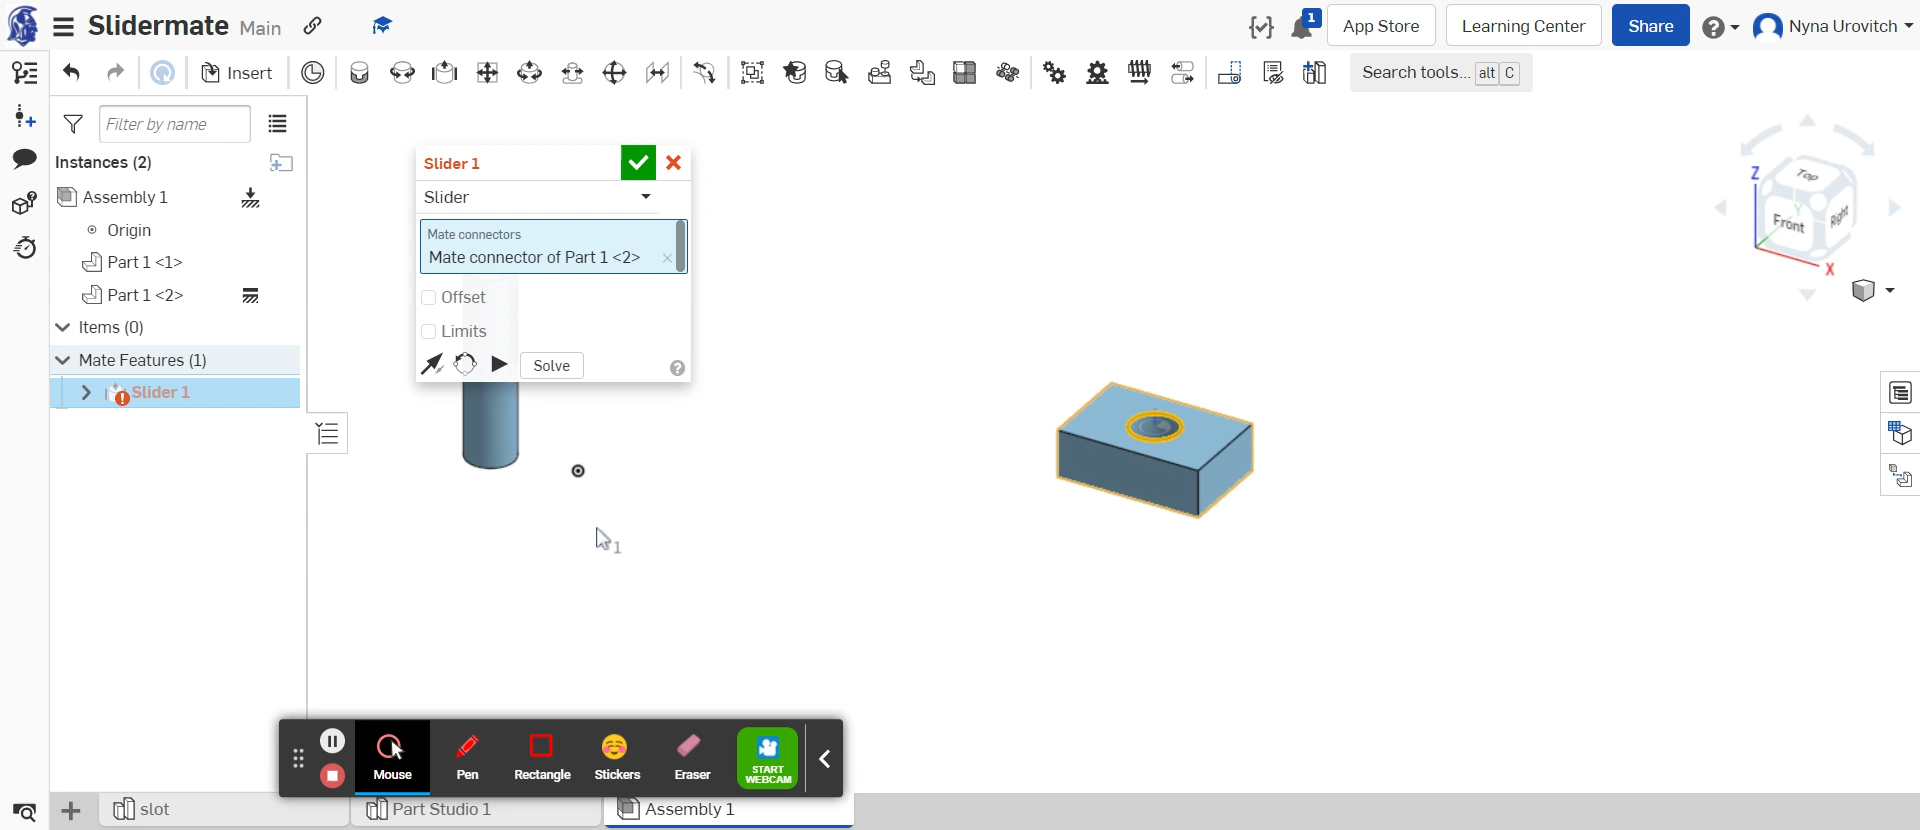 Slidermate Main
1
App Store
Learning Center
Share
Nyna Urovitch
Insert
Search tools... alt C
Filter by name
Instances (2)
Assembly 1
Origin
Part 1 <1>
Part 1 <2>
Items (0)
Mate Features (1)
Slider 1
Slider 1
Slider
Mate connectors
Mate connector of Part 1 <2>
Offset
Limits
Solve
1
Z
Top
Y
Front
Right
X
Mouse
Pen
Rectangle
Stickers
Eraser
START
WEBCAM
slot
Part Studio 1
Assembly 1